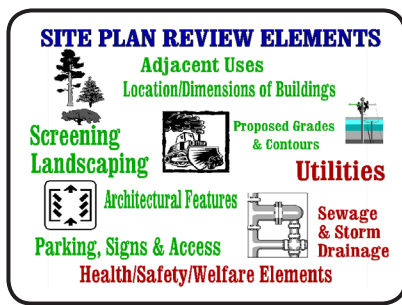 SITE PLAN REVIEW ELEMENTS
Adjacent Uses
Location/Dimensions of Buildings
Screening
Landscaping
Proposed Grades
& Contours
Utilities
Architectural Features
Sewage
& Storm
Drainage
Parking, Signs & Access
Health/Safety/Welfare Elements